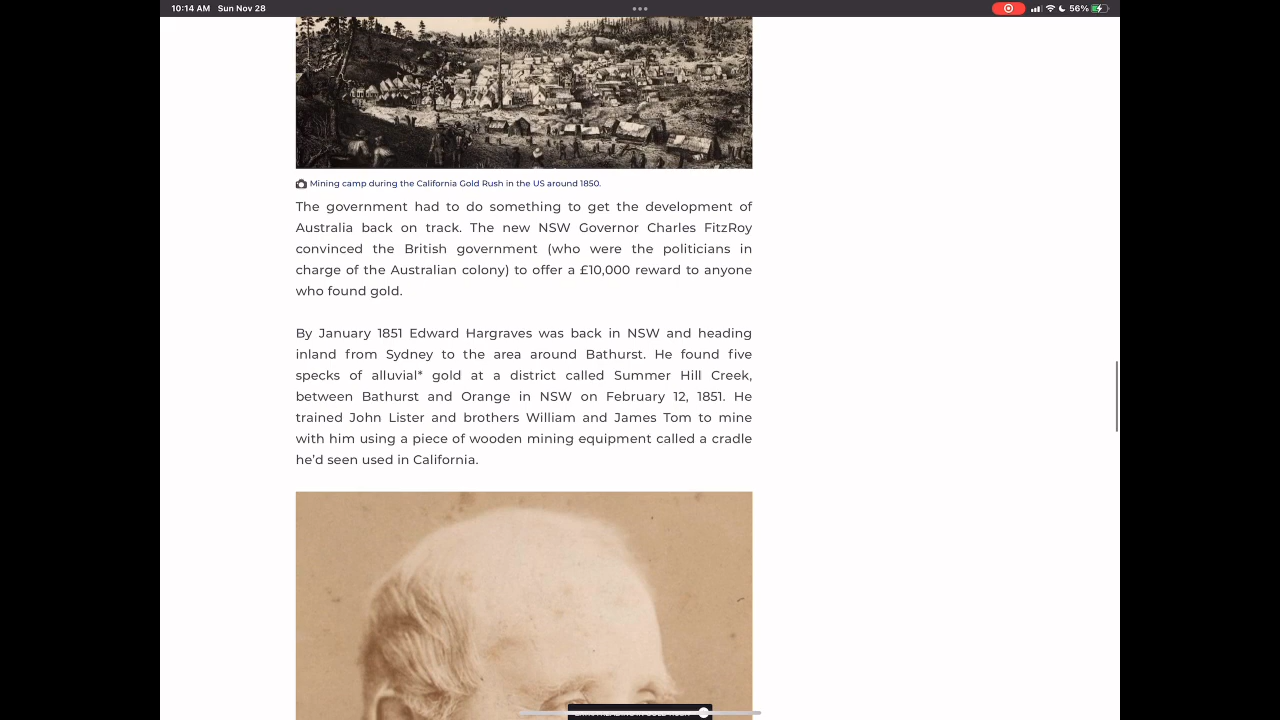 10:14 AM Sun Nov 28
56%
Mining camp during the California Gold Rush in the US around 1850.
The government had to do something to get the development of
Australia back on track. The new NSW Governor Charles FitzRoy
convinced the British government (who were the politicians in
charge of the Australian colony) to offer a £10,000 reward to anyone
who found gold.
By January 1851 Edward Hargraves was back in NSW and heading
inland from Sydney to the area around Bathurst. He found five
specks of alluvial* gold at a district called Summer Hill Creek,
between Bathurst and Orange in NSW on February 12, 1851. He
trained John Lister and brothers William and James Tom to mine
with him using a piece of wooden mining equipment called a cradle
he’d seen used in California.